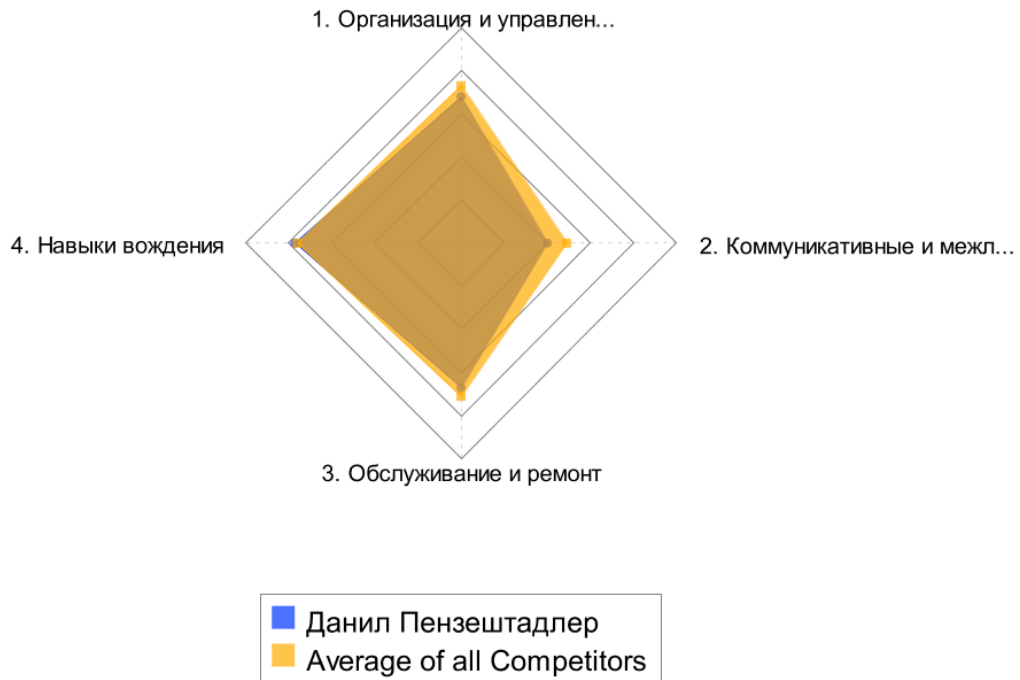 1. Организация и управлен...
4. Навыки вождения
2. Коммуникативные и межл...
3. Обслуживание и ремонт
Данил Пензештадлер
Average of all Competitors